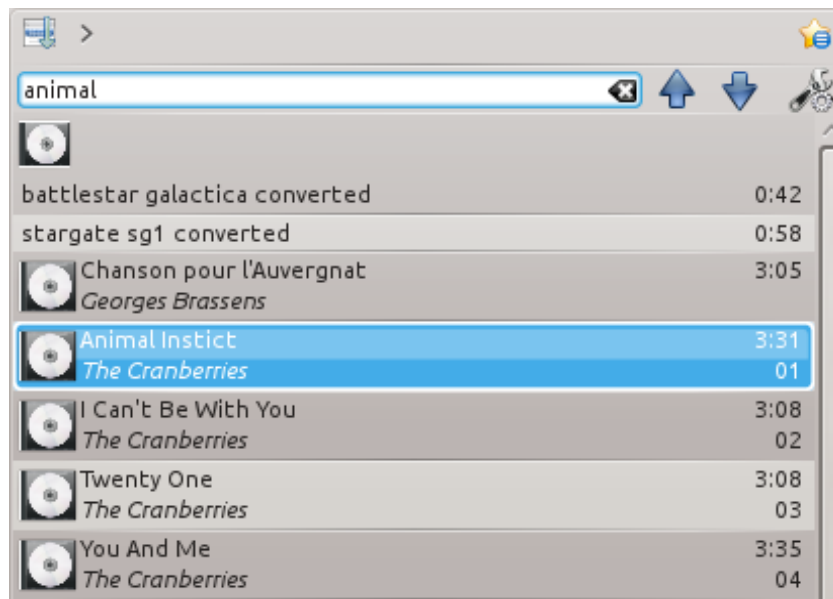 animal
battlestar galactica converted 0:42
stargate sg1 converted 0:58
Chanson pour l'Auvergnat 3:05
Georges Brassens
Animal Instict 3:31
The Cranberries 01
I Can't Be With You 3:08
The Cranberries 02
Twenty One 3:08
The Cranberries 03
You And Me 3:35
The Cranberries 04